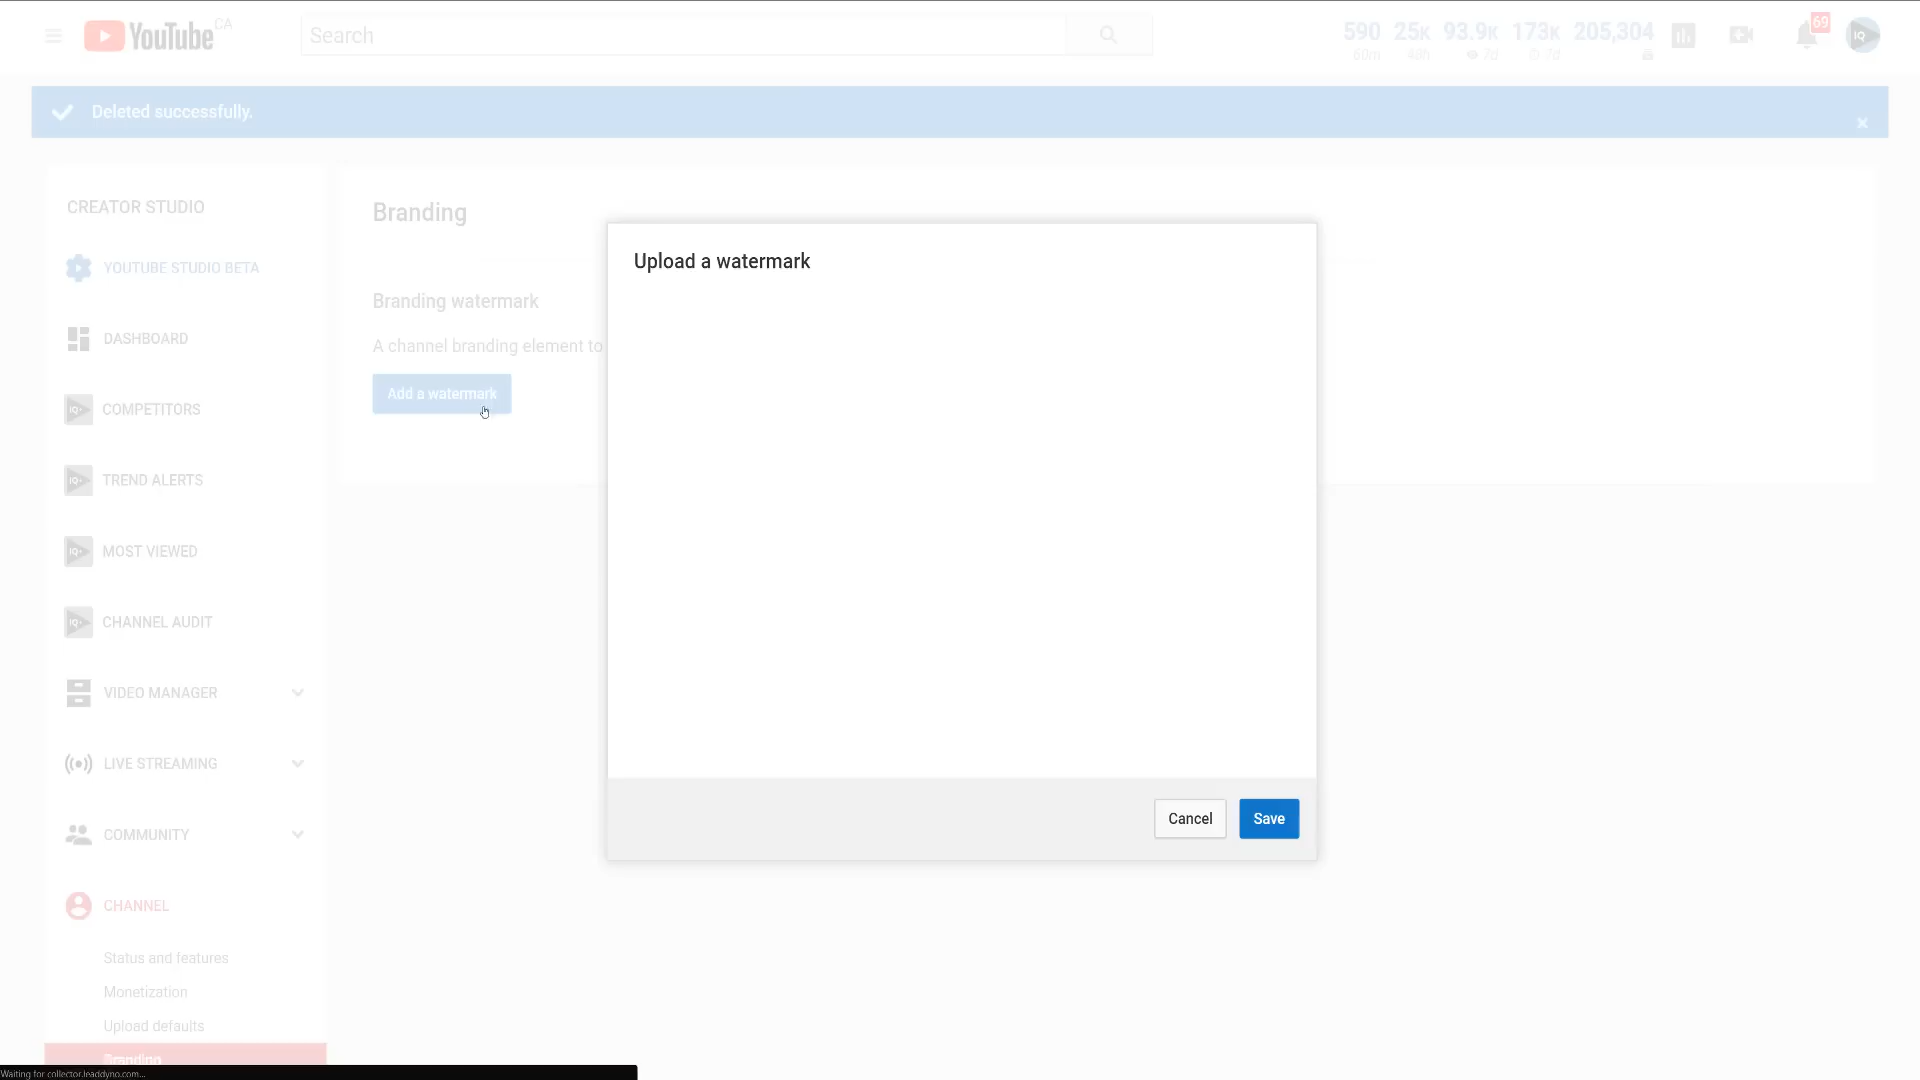 YouTube CA
Search
590 25K 93.9K 173K 205,304
60m 48h 7d 7d
69
IQ
Deleted successfully.
CREATOR STUDIO
YOUTUBE STUDIO BETA
DASHBOARD
COMPETITORS
TREND ALERTS
MOST VIEWED
CHANNEL AUDIT
VIDEO MANAGER
LIVE STREAMING
COMMUNITY
CHANNEL
Status and features
Monetization
Upload defaults
Branding
Branding
Branding watermark
A channel branding element to
Add a watermark
Upload a watermark
Cancel Save
Waiting for collector.leaddyno.com...